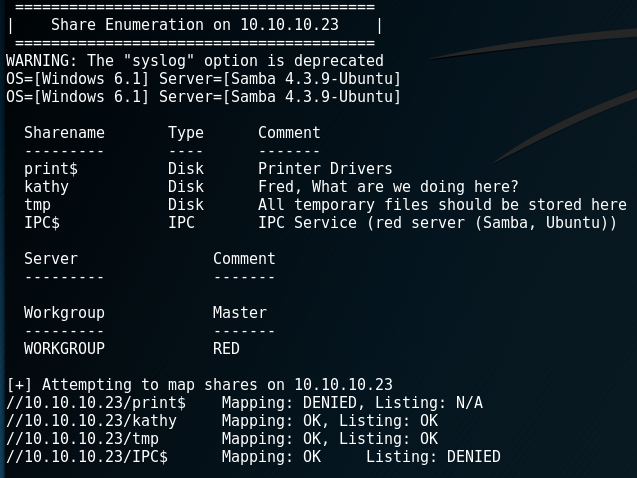 =========================================
|    Share Enumeration on 10.10.10.23    |
=========================================
WARNING: The "syslog" option is deprecated
OS=[Windows 6.1] Server=[Samba 4.3.9-Ubuntu]
OS=[Windows 6.1] Server=[Samba 4.3.9-Ubuntu]
Sharename       Type      Comment
---------       ----      -------
print$          Disk      Printer Drivers
kathy           Disk      Fred, What are we doing here?
tmp             Disk      All temporary files should be stored here
IPC$            IPC       IPC Service (red server (Samba, Ubuntu))
Server               Comment
---------            -------
Workgroup            Master
---------            -------
WORKGROUP            RED
[+] Attempting to map shares on 10.10.10.23
//10.10.10.23/print$    Mapping: DENIED, Listing: N/A
//10.10.10.23/kathy     Mapping: OK, Listing: OK
//10.10.10.23/tmp       Mapping: OK, Listing: OK
//10.10.10.23/IPC$      Mapping: OK     Listing: DENIED